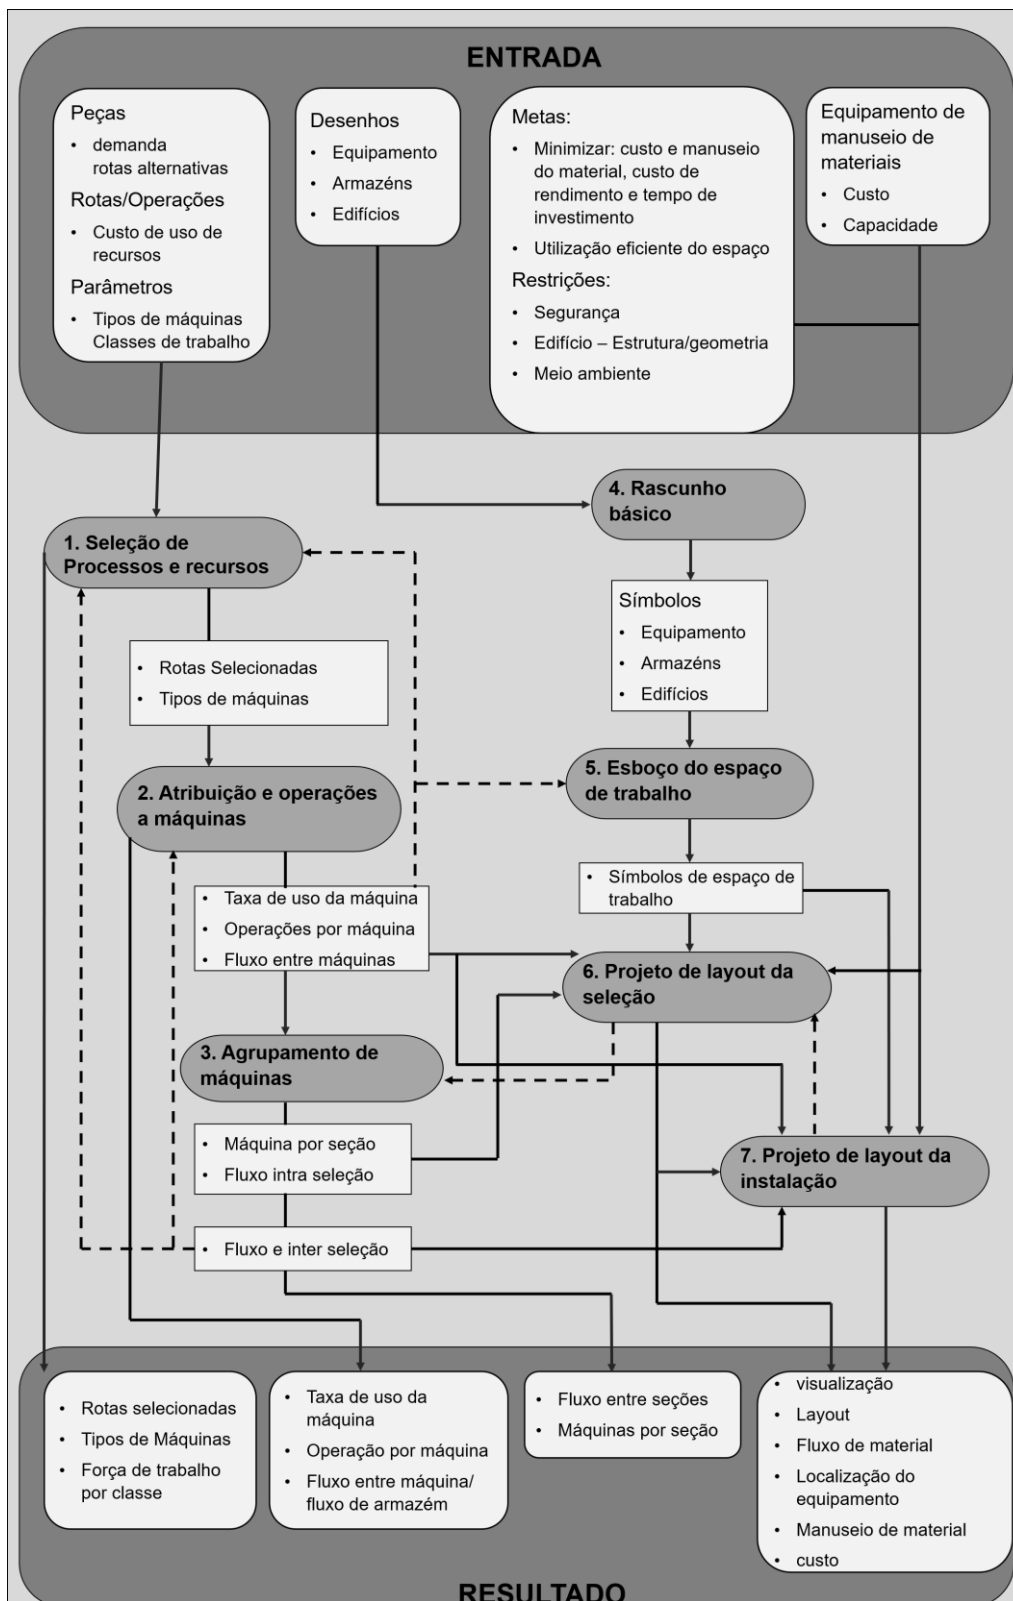 ENTRADA
Peças
• demanda
rotas alternativas
Rotas/Operações
• Custo de uso de
recursos
Parâmetros
• Tipos de máquinas
Classes de trabalho
Desenhos
• Equipamento
• Armazéns
• Edifícios
Metas:
• Minimizar: custo e manuseio
do material, custo de
rendimento e tempo de
investimento
• Utilização eficiente do espaço
Restrições:
• Segurança
• Edifício – Estrutura/geometria
• Meio ambiente
Equipamento de
manuseio de
materiais
• Custo
• Capacidade
4. Rascunho
básico
1. Seleção de
Processos e recursos
Símbolos
• Equipamento
• Armazéns
• Edifícios
• Rotas Selecionadas
• Tipos de máquinas
5. Esboço do espaço
de trabalho
2. Atribuição e operações
a máquinas
• Símbolos de espaço de
trabalho
• Taxa de uso da máquina
• Operações por máquina
• Fluxo entre máquinas
6. Projeto de layout da
seleção
3. Agrupamento de
máquinas
• Máquina por seção
• Fluxo intra seleção
7. Projeto de layout da
instalação
• Fluxo e inter seleção
• Rotas selecionadas
• Tipos de Máquinas
• Força de trabalho
por classe
• Taxa de uso da
máquina
• Operação por máquina
• Fluxo entre máquina/
fluxo de armazém
• Fluxo entre seções
• Máquinas por seção
• visualização
• Layout
• Fluxo de material
• Localização do
equipamento
• Manuseio de material
• custo
RESULTADO